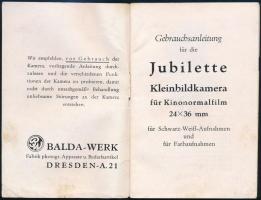 Wir empfehlen, vor Gebrauch der
Kamera, vorliegende Anleitung durch-
zulesen und die verschiedenen Funk-
tionen der Kamera zu probieren, damit
nicht durch unsachgemäße Behandlung
unliebsame Störungen an der Kamera
entstehen.
BALDA-WERK
Fabrik photogr. Apparate u. Bedarfsartikel
DRESDEN-A.21
Gebrauchsanleitung
für die
Jubilette
Kleinbildkamera
für Kinonormalfilm
24×36 mm
für Schwarz-Weiß-Aufnahmen
und für Farbaufnahmen